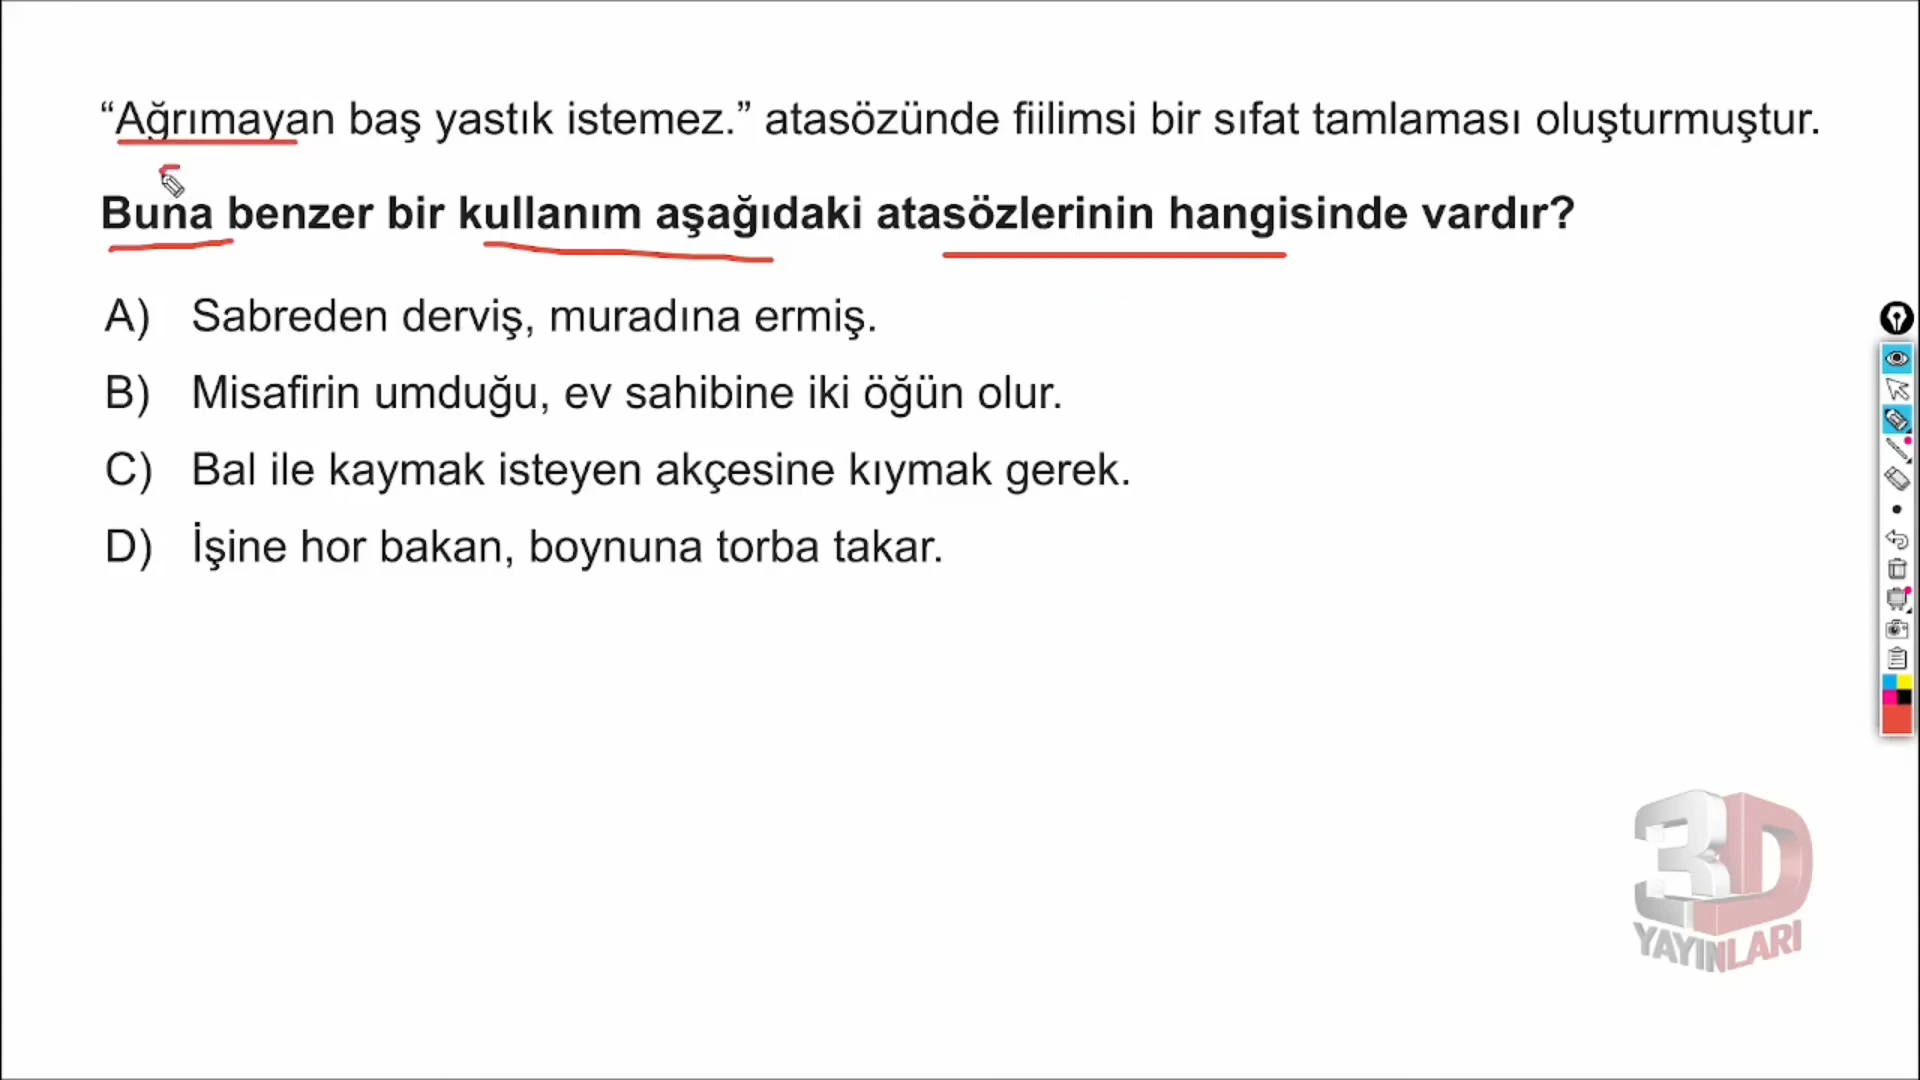 “Ağrımayan baş yastık istemez.” atasözünde fiilimsi bir sıfat tamlaması oluşturmuştur.
Buna benzer bir kullanım aşağıdaki atasözlerinin hangisinde vardır?
A) Sabreden derviş, muradına ermiş.
B) Misafirin umduğu, ev sahibine iki öğün olur.
C) Bal ile kaymak isteyen akçesine kıymak gerek.
D) İşine hor bakan, boynuna torba takar.
3D
YAYINLARI